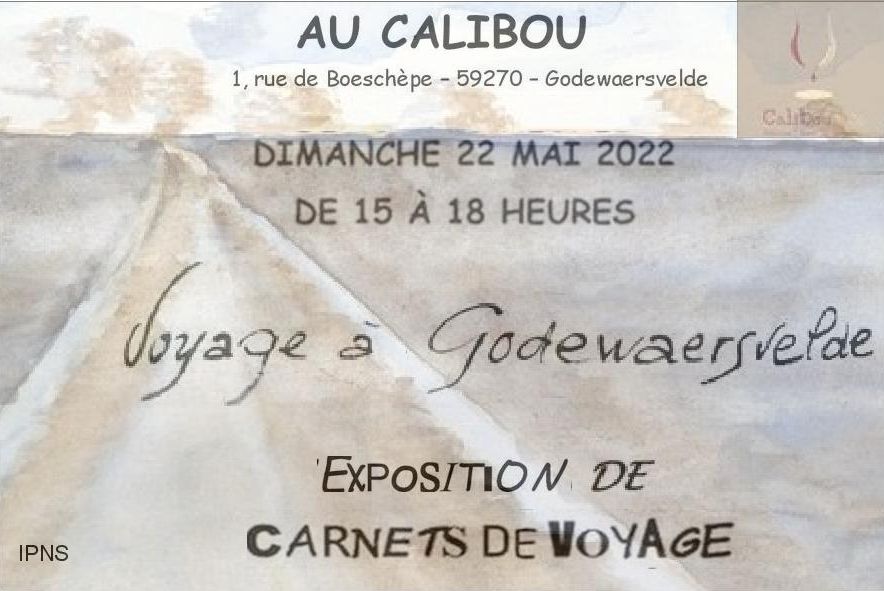 AU CALIBOU
1, rue de Boeschèpe – 59270 – Godewaersvelde
Calibou
DIMANCHE 22 MAI 2022
DE 15 À 18 HEURES
Voyage à Godewaersvelde
'EXPOSITION DE
CARNETS DE VOYAGE
IPNS